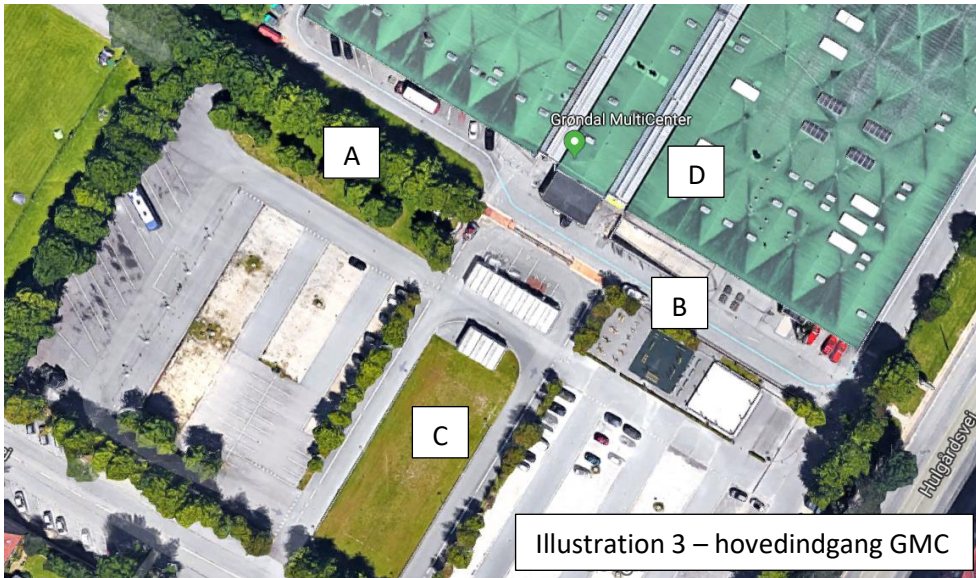 Grøndal MultiCenter
A
D
B
C
Hulgårdsvej
Illustration 3 – hovedindgang GMC